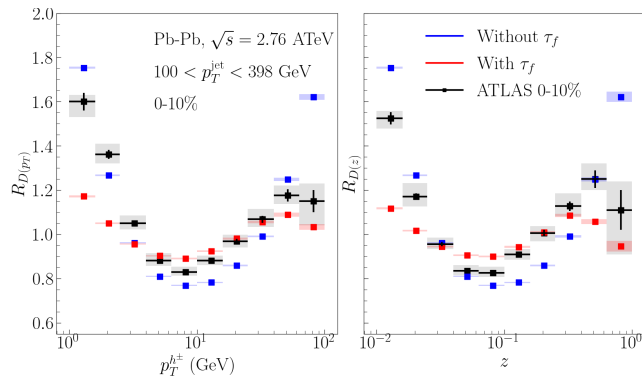 2.0
1.8
1.6
1.4
1.2
1.0
0.8
0.6
R_{D(p_T)}
Pb-Pb, √s = 2.76 ATeV
100 < p_T^{jet} < 398 GeV
0-10%
10^0 10^1 10^2
p_T^{h^±} (GeV)
R_{D(z)}
Without τ_f
With τ_f
ATLAS 0-10%
10^{-2} 10^{-1} 10^0
z